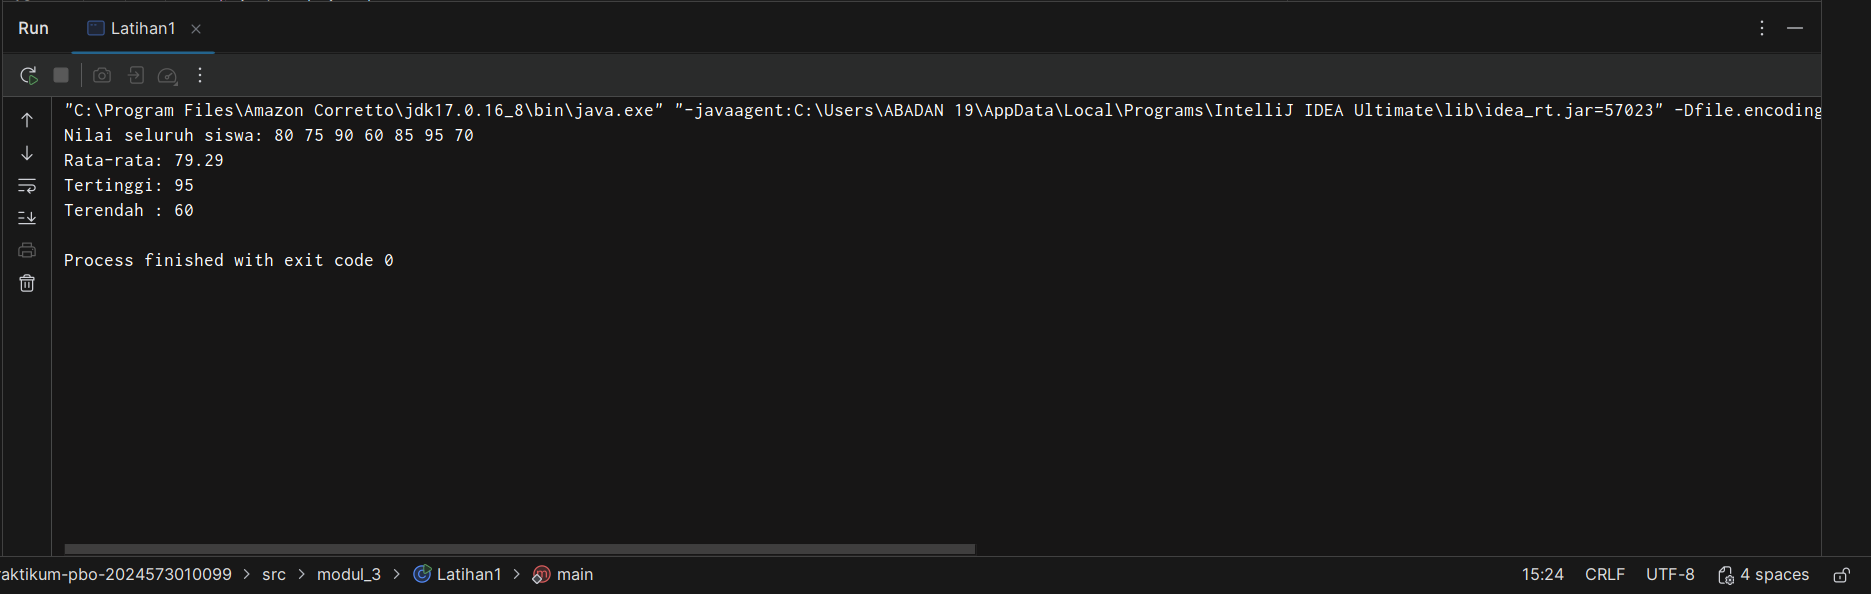 Run Latihan1
"C:\Program Files\Amazon Corretto\jdk17.0.16_8\bin\java.exe" "-javaagent:C:\Users\ABADAN 19\AppData\Local\Programs\IntelliJ IDEA Ultimate\lib\idea_rt.jar=57023" -Dfile.encoding
Nilai seluruh siswa: 80 75 90 60 85 95 70
Rata-rata: 79.29
Tertinggi: 95
Terendah : 60
Process finished with exit code 0
raktikum-pbo-2024573010099 > src > modul_3 > Latihan1 > main 15:24 CRLF UTF-8 4 spaces